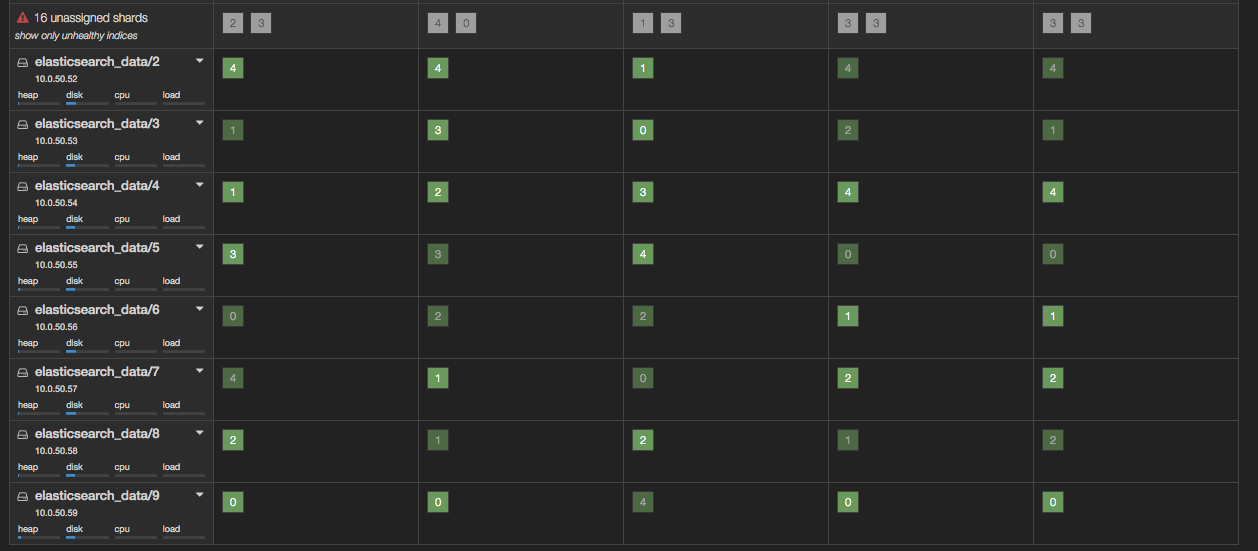 16 unassigned shards 2 3 4 0 1 3 3 3 3 3
show only unhealthy indices
elasticsearch_data/2 4 4 1 4 4
10.0.50.52
heap disk cpu load
elasticsearch_data/3 1 3 0 2 1
10.0.50.53
heap disk cpu load
elasticsearch_data/4 1 2 3 4 4
10.0.50.54
heap disk cpu load
elasticsearch_data/5 3 3 4 0 0
10.0.50.55
heap disk cpu load
elasticsearch_data/6 0 2 2 1 1
10.0.50.56
heap disk cpu load
elasticsearch_data/7 4 1 0 2 2
10.0.50.57
heap disk cpu load
elasticsearch_data/8 2 1 2 1 2
10.0.50.58
heap disk cpu load
elasticsearch_data/9 0 0 4 0 0
10.0.50.59
heap disk cpu load